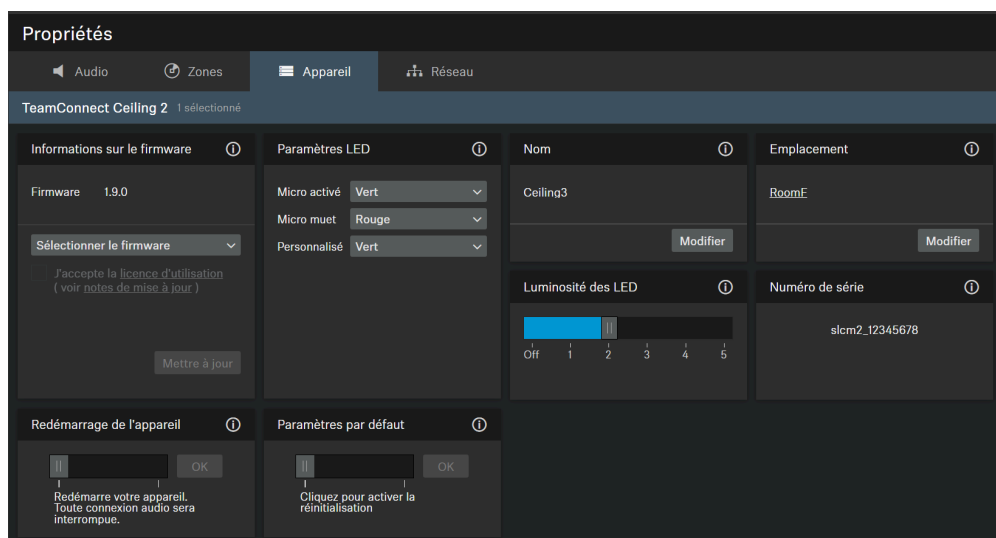 Propriétés
Audio
Zones
Appareil
Réseau
TeamConnect Ceiling 2 1 sélectionné
Informations sur le firmware
Firmware 1.9.0
Sélectionner le firmware
J'accepte la licence d'utilisation
( voir notes de mise à jour )
Mettre à jour
Paramètres LED
Micro activé Vert
Micro muet Rouge
Personnalisé Vert
Nom
Ceiling3
Modifier
Emplacement
RoomF
Modifier
Luminosité des LED
Off 1 2 3 4 5
Numéro de série
slcm2_12345678
Redémarrage de l'appareil
OK
Redémarre votre appareil.
Toute connexion audio sera
interrompue.
Paramètres par défaut
OK
Cliquez pour activer la
réinitialisation